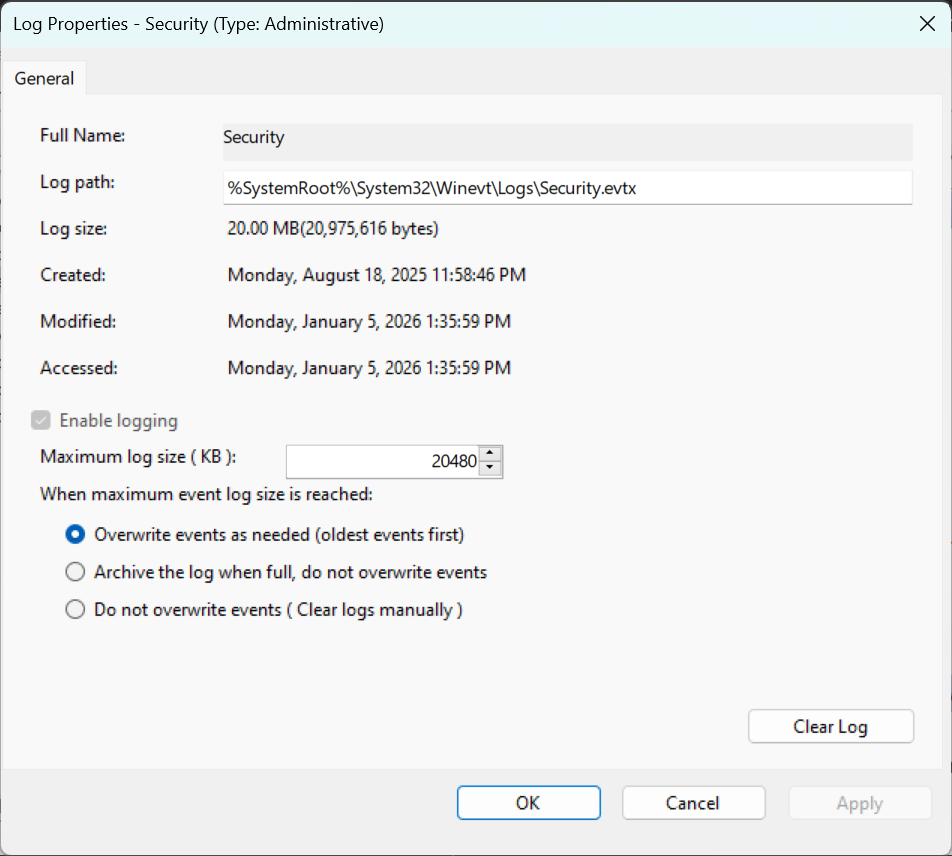 Log Properties - Security (Type: Administrative)
General
Full Name: Security
Log path: %SystemRoot%\System32\Winevt\Logs\Security.evtx
Log size: 20.00 MB(20,975,616 bytes)
Created: Monday, August 18, 2025 11:58:46 PM
Modified: Monday, January 5, 2026 1:35:59 PM
Accessed: Monday, January 5, 2026 1:35:59 PM
Enable logging
Maximum log size ( KB ): 20480
When maximum event log size is reached:
Overwrite events as needed (oldest events first)
Archive the log when full, do not overwrite events
Do not overwrite events ( Clear logs manually )
Clear Log
OK Cancel Apply